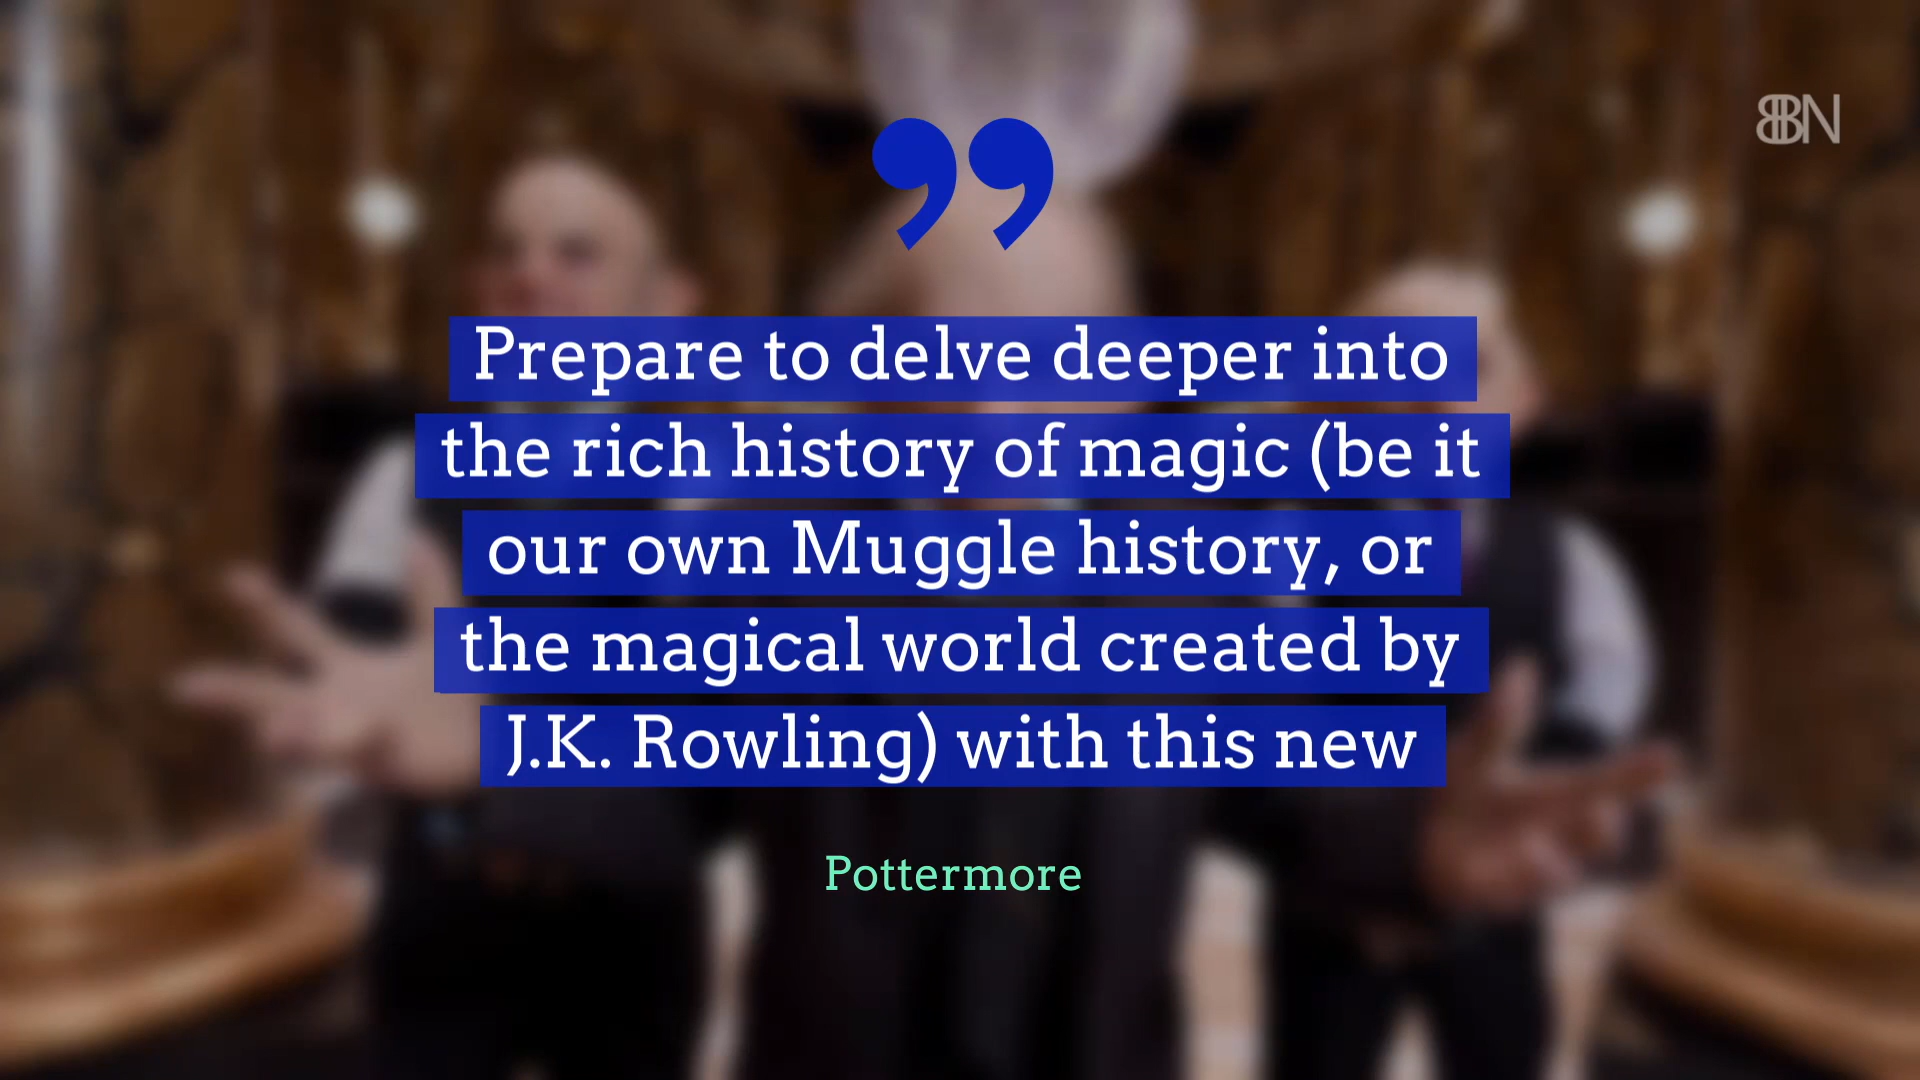 BBN
”
Prepare to delve deeper into
the rich history of magic (be it
our own Muggle history, or
the magical world created by
J.K. Rowling) with this new
Pottermore